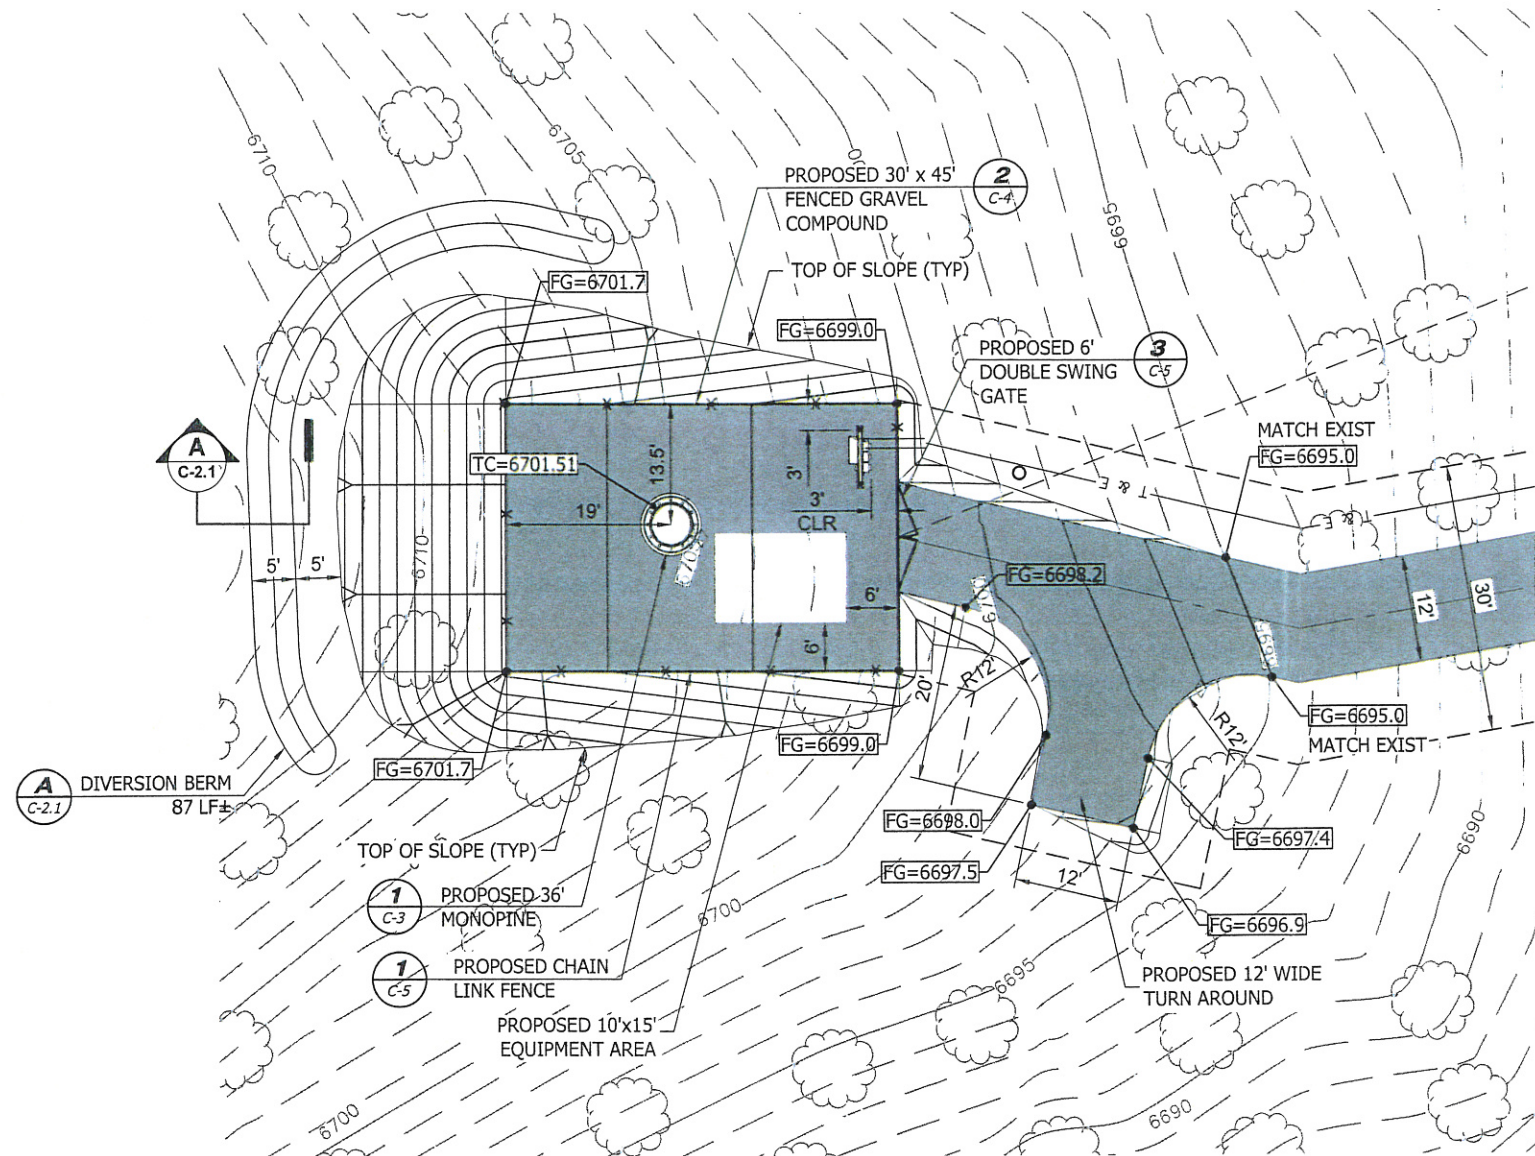 6710
6705
00
6695
PROPOSED 30' x 45'
FENCED GRAVEL
COMPOUND
2
C-4
TOP OF SLOPE (TYP)
FG=6701.7
FG=6699.0
PROPOSED 6'
DOUBLE SWING
GATE
3
C-5
MATCH EXIST
FG=6695.0
A
C-2.1
TC=6701.51
13.5'
3'
3'
CLR
19'
T & E
T & E
5'
5'
6710
6'
6'
FG=6698.2
6700
12'
30'
6695
R12'
20'
R12'
FG=6695.0
MATCH EXIST
FG=6699.0
FG=6701.7
A
C-2.1
DIVERSION BERM
87 LF±
FG=6698.0
FG=6697.4
FG=6697.5
12'
6690
TOP OF SLOPE (TYP)
1
C-3
PROPOSED 36'
MONOPINE
6700
FG=6696.9
1
C-5
PROPOSED CHAIN
LINK FENCE
6695
PROPOSED 12' WIDE
TURN AROUND
PROPOSED 10'x15'
EQUIPMENT AREA
6700
6690